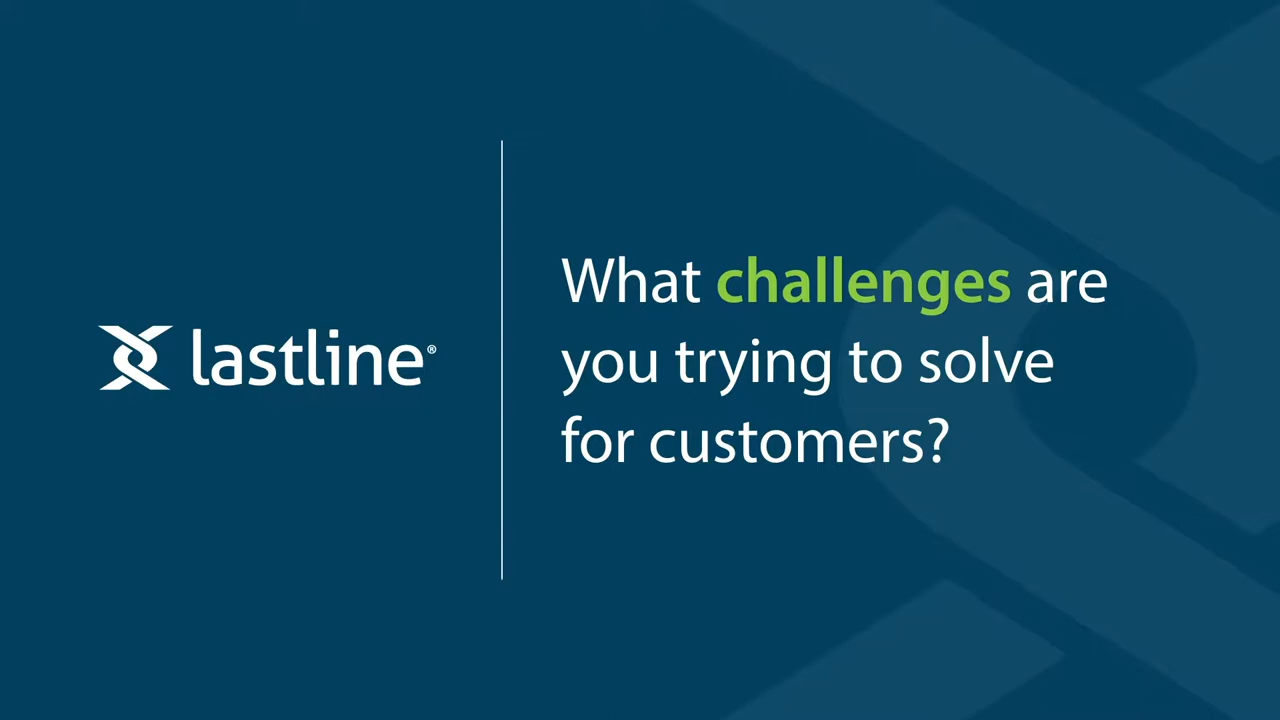 lastline®
What challenges are
you trying to solve
for customers?